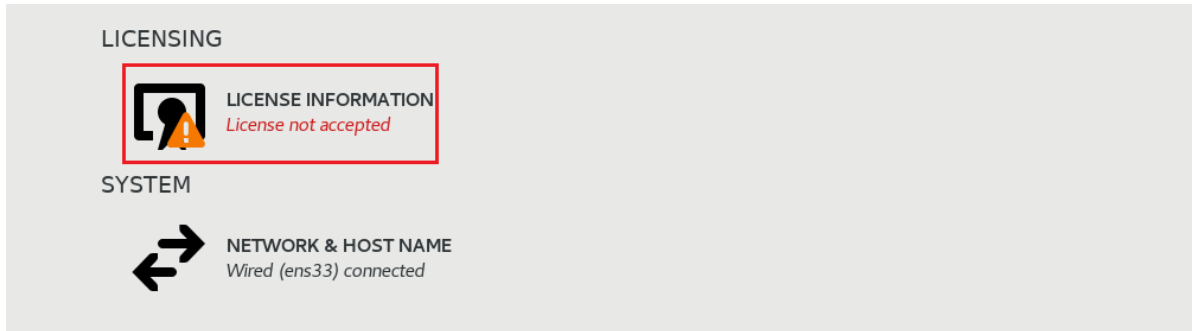 LICENSING
LICENSE INFORMATION
License not accepted
SYSTEM
NETWORK & HOST NAME
Wired (ens33) connected